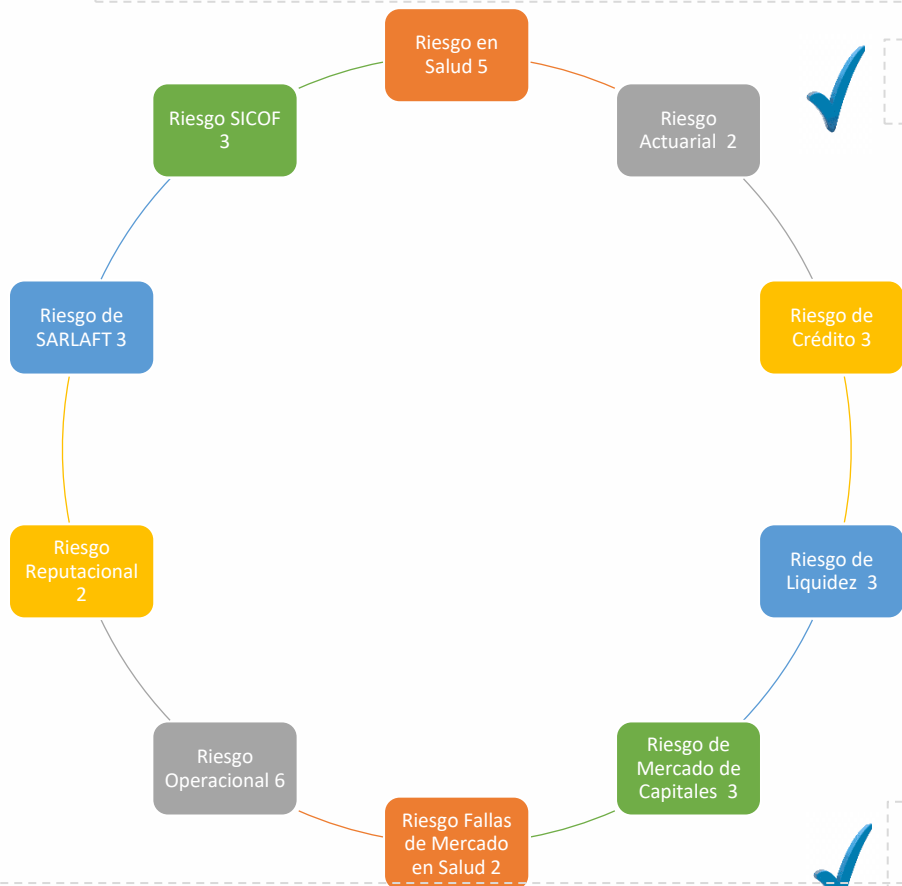 Riesgo en
Salud 5
Riesgo
Actuarial 2
Riesgo de
Crédito 3
Riesgo de
Liquidez 3
Riesgo de
Mercado de
Capitales 3
Riesgo Fallas
de Mercado
en Salud 2
Riesgo
Operacional 6
Riesgo
Reputacional
2
Riesgo de
SARLAFT 3
Riesgo SICOF
3